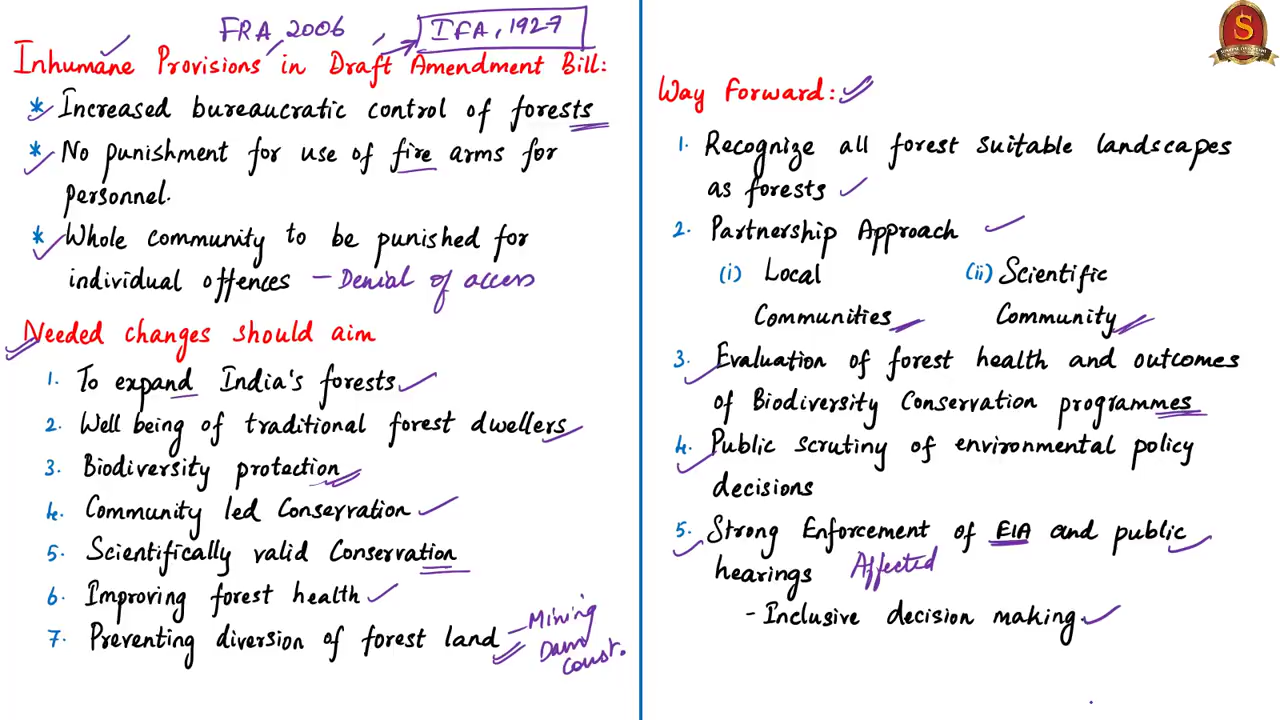 FRA, 2006
IFA, 1927
Inhumane Provisions in Draft Amendment Bill:
* Increased bureaucratic control of forests
* No punishment for use of fire arms for
personnel.
* Whole community to be punished for
individual offences - Denial of access
Needed changes should aim
1. To expand India's forests
2. Well being of traditional forest dwellers
3. Biodiversity protection
4. Community led Conservation
5. Scientifically valid Conservation
6. Improving forest health
7. Preventing diversion of forest land - Mining
Dam
const.
Way Forward:
1. Recognize all forest suitable landscapes
as forests
2. Partnership Approach
(i) Local
Communities
(ii) Scientific
Community
3. Evaluation of forest health and outcomes
of Biodiversity Conservation programmes
4. Public scrutiny of environmental policy
decisions
5. Strong Enforcement of EIA and public
hearings Affected
- Inclusive decision making.
S